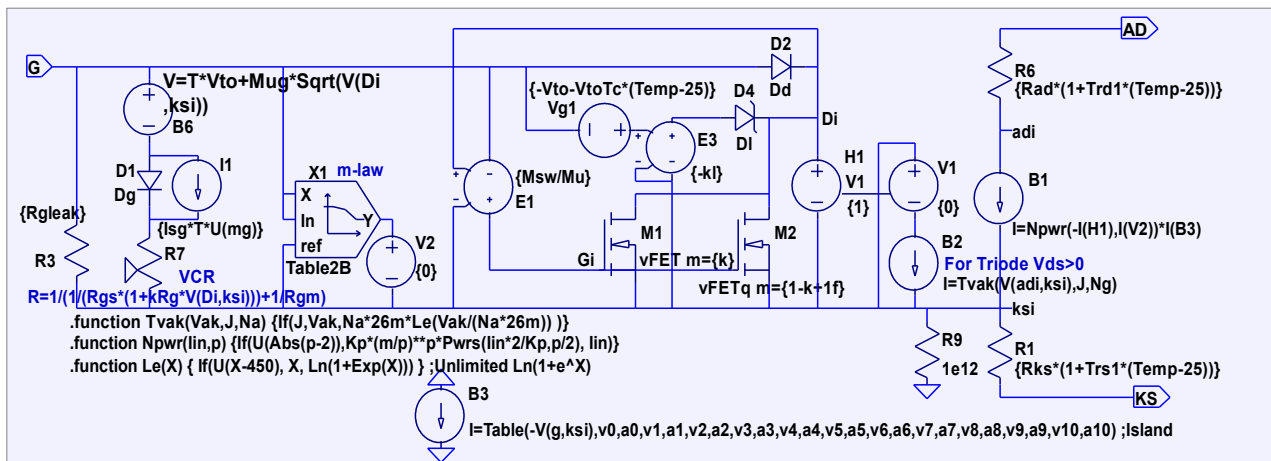 AD
D2
G
V=T*Vto+Mug*Sqrt(V(Di
,ksi))
B6
{-Vto-VtoTc*(Temp-25)}
Vg1
Dd
D4
R6
{Rad*(1+Trd1*(Temp-25))}
DI
Di
adi
E3
{-kI}
D1
Dg
I1
{Isg*T*U(mg)}
X1
m-law
X
In
ref
Y
Table2B
{Msw/Mu}
E1
H1
V1
{1}
V1
{0}
B1
I=Npwr(-I(H1),I(V2))*I(B3)
{Rgleak}
R3
R7
VCR
R=1/(1/(Rgs*(1+kRg*V(Di,ksi)))+1/Rgm)
V2
{0}
M1
M2
Gi
vFET m={k}
vFETq m={1-k+1f}
B2
For Triode Vds>0
I=Tvak(V(adi,ksi),J,Ng)
ksi
.function Tvak(Vak,J,Na) {If(J,Vak,Na*26m*Le(Vak/(Na*26m)) )}
.function Npwr(Iin,p) {If(U(Abs(p-2)),Kp*(m/p)**p*Pwrs(Iin*2/Kp,p/2), Iin)}
.function Le(X) { If(U(X-450), X, Ln(1+Exp(X))) } ;Unlimited Ln(1+e^X)
R9
1e12
R1
{Rks*(1+Trs1*(Temp-25))}
KS
B3
I=Table(-V(g,ksi),v0,a0,v1,a1,v2,a2,v3,a3,v4,a4,v5,a5,v6,a6,v7,a7,v8,a8,v9,a9,v10,a10) ;Island